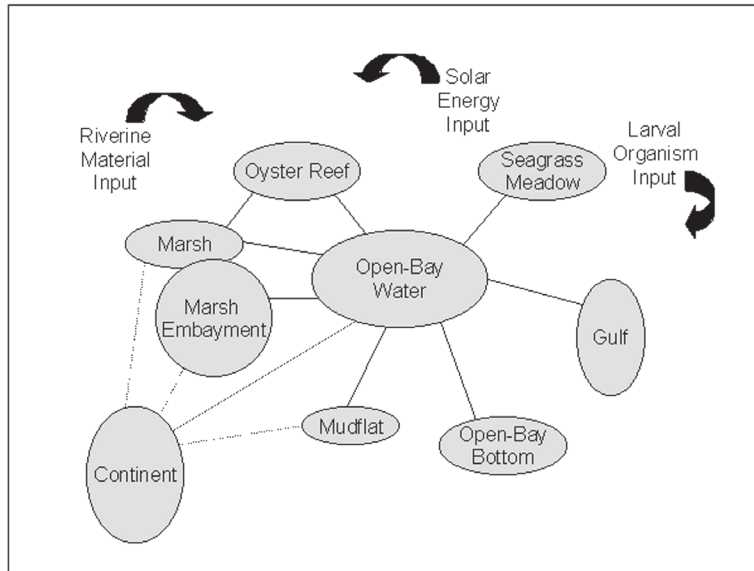 Solar
Energy
Input
Riverine
Material
Input
Larval
Organism
Input
Oyster Reef
Seagrass
Meadow
Marsh
Open-Bay
Water
Marsh
Embayment
Gulf
Mudflat
Open-Bay
Bottom
Continent